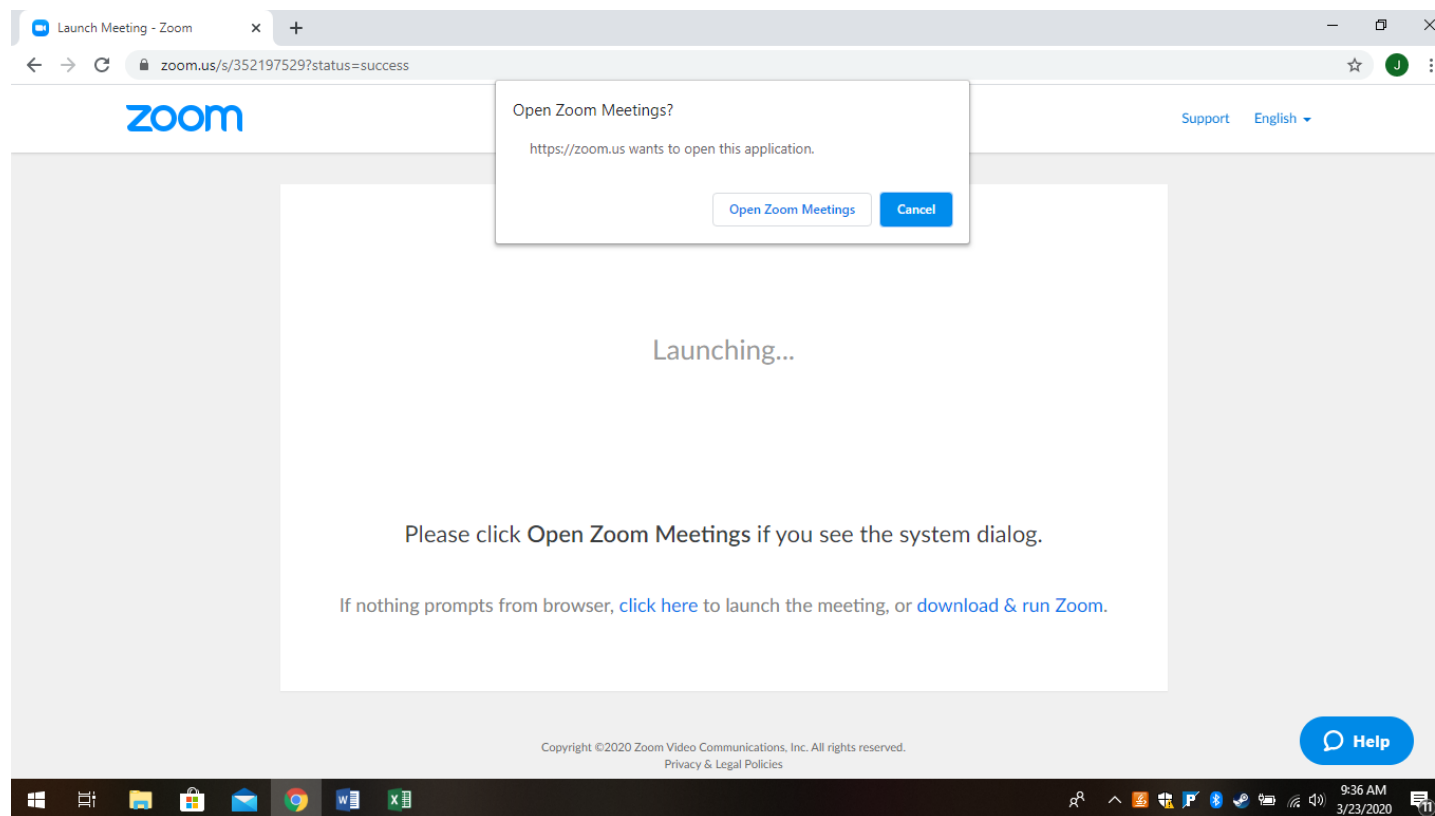 Launch Meeting - Zoom
zoom.us/s/352197529?status=success
J
zoom
Support English
Open Zoom Meetings?
https://zoom.us wants to open this application.
Open Zoom Meetings Cancel
Launching...
Please click Open Zoom Meetings if you see the system dialog.
If nothing prompts from browser, click here to launch the meeting, or download & run Zoom.
Copyright ©2020 Zoom Video Communications, Inc. All rights reserved.
Privacy & Legal Policies
Help
9:36 AM
3/23/2020
11